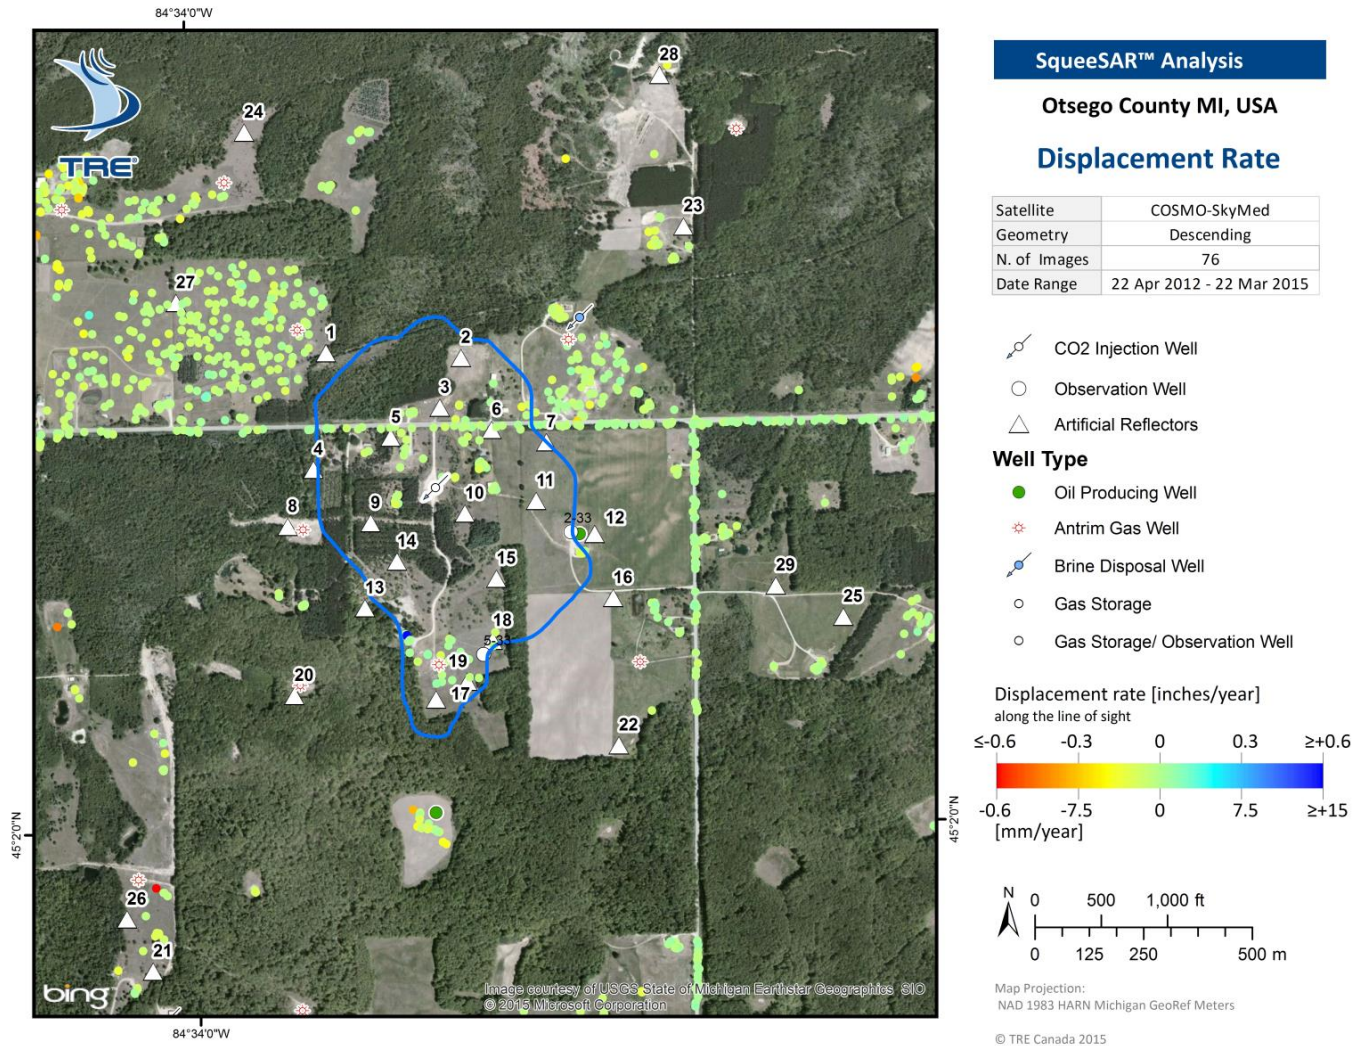 84°34'0"W
TRE
28
24
23
27
1
2
3
5
6
7
4
11
9
10
8
2-33
12
14
15
13
16
29
25
18
5-33
19
20
17
22
45°2'0"N
45°2'0"N
26
21
bing
Image courtesy of USGS State of Michigan Earthstar Geographics SIO
© 2015 Microsoft Corporation
84°34'0"W
SqueeSAR™ Analysis
Otsego County MI, USA
Displacement Rate
Satellite COSMO-SkyMed
Geometry Descending
N. of Images 76
Date Range 22 Apr 2012 - 22 Mar 2015
CO2 Injection Well
Observation Well
Artificial Reflectors
Well Type
Oil Producing Well
Antrim Gas Well
Brine Disposal Well
Gas Storage
Gas Storage/ Observation Well
Displacement rate [inches/year]
along the line of sight
≤-0.6 -0.3 0 0.3 ≥+0.6
-0.6 -7.5 0 7.5 ≥+15
[mm/year]
N
0 500 1,000 ft
0 125 250 500 m
Map Projection:
NAD 1983 HARN Michigan GeoRef Meters
© TRE Canada 2015